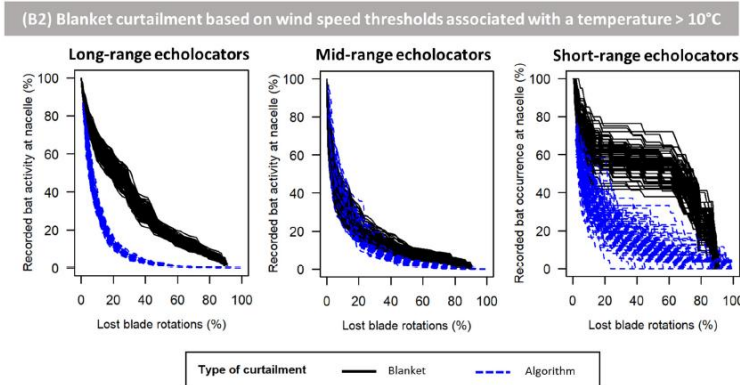 (B2) Blanket curtailment based on wind speed thresholds associated with a temperature > 10°C
Long-range echolocators
Mid-range echolocators
Short-range echolocators
Recorded bat activity at nacelle (%)
100
80
60
40
20
0
0 20 40 60 80 100
Lost blade rotations (%)
Recorded bat activity at nacelle (%)
100
80
60
40
20
0
0 20 40 60 80 100
Lost blade rotations (%)
Recorded bat occurrence at nacelle (%)
100
80
60
40
20
0
0 20 40 60 80 100
Lost blade rotations (%)
Type of curtailment Blanket Algorithm